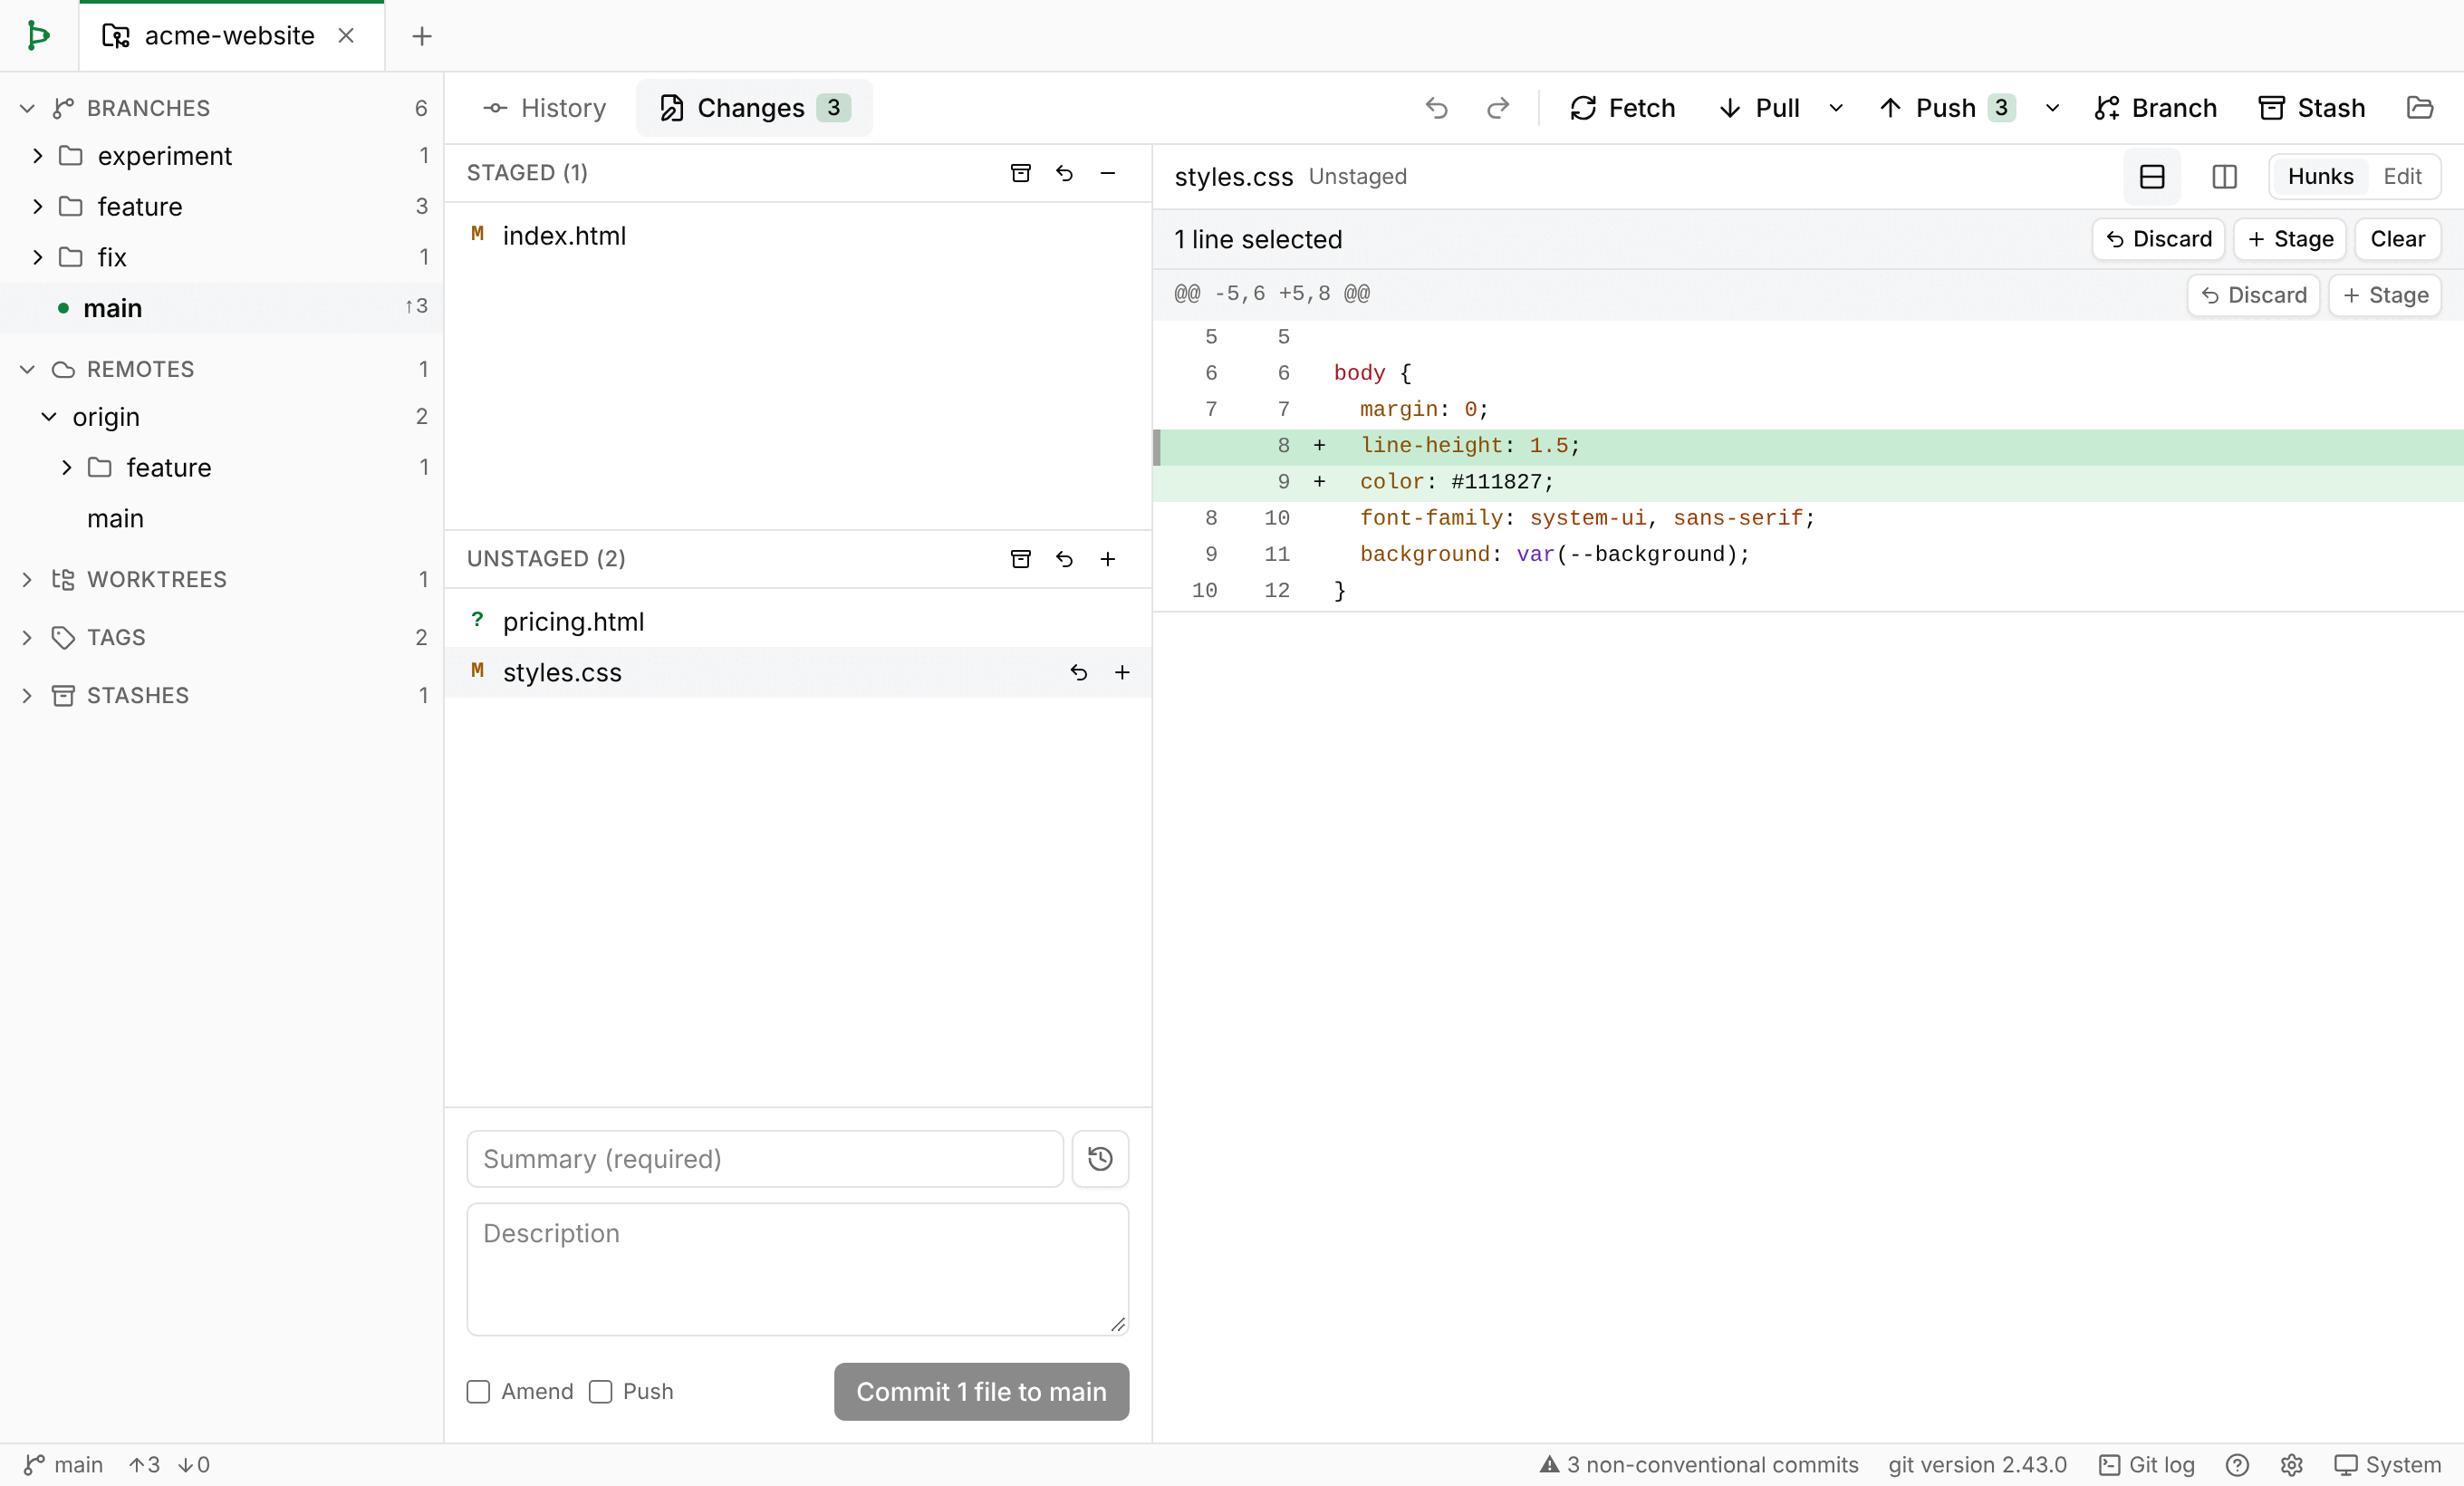 acme-website
BRANCHES 6
experiment 1
feature 3
fix 1
main ↑3
REMOTES 1
origin 2
feature 1
main
WORKTREES 1
TAGS 2
STASHES 1
History
Changes 3
Fetch
Pull
Push 3
Branch
Stash
STAGED (1)
M index.html
UNSTAGED (2)
? pricing.html
M styles.css
Summary (required)
Description
Amend
Push
Commit 1 file to main
styles.css Unstaged
Hunks Edit
1 line selected
Discard + Stage Clear
@@ -5,6 +5,8 @@
Discard + Stage
5 5
6 6 body {
7 7 margin: 0;
8 + line-height: 1.5;
9 + color: #111827;
8 10 font-family: system-ui, sans-serif;
9 11 background: var(--background);
10 12 }
main ↑3 ↓0
3 non-conventional commits
git version 2.43.0
Git log
System